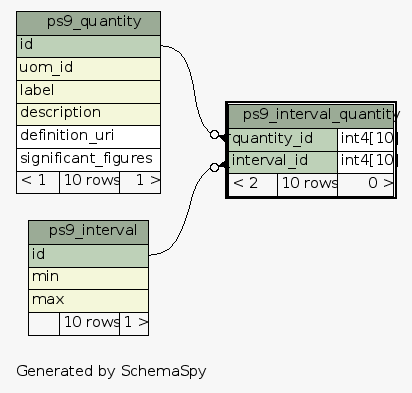 ps9_quantity
id
uom_id
label
description
definition_uri
significant_figures
< 1 10 rows 1 >
ps9_interval_quantity
quantity_id int4[10]
interval_id int4[10]
< 2 10 rows 0 >
ps9_interval
id
min
max
10 rows 1 >
Generated by SchemaSpy